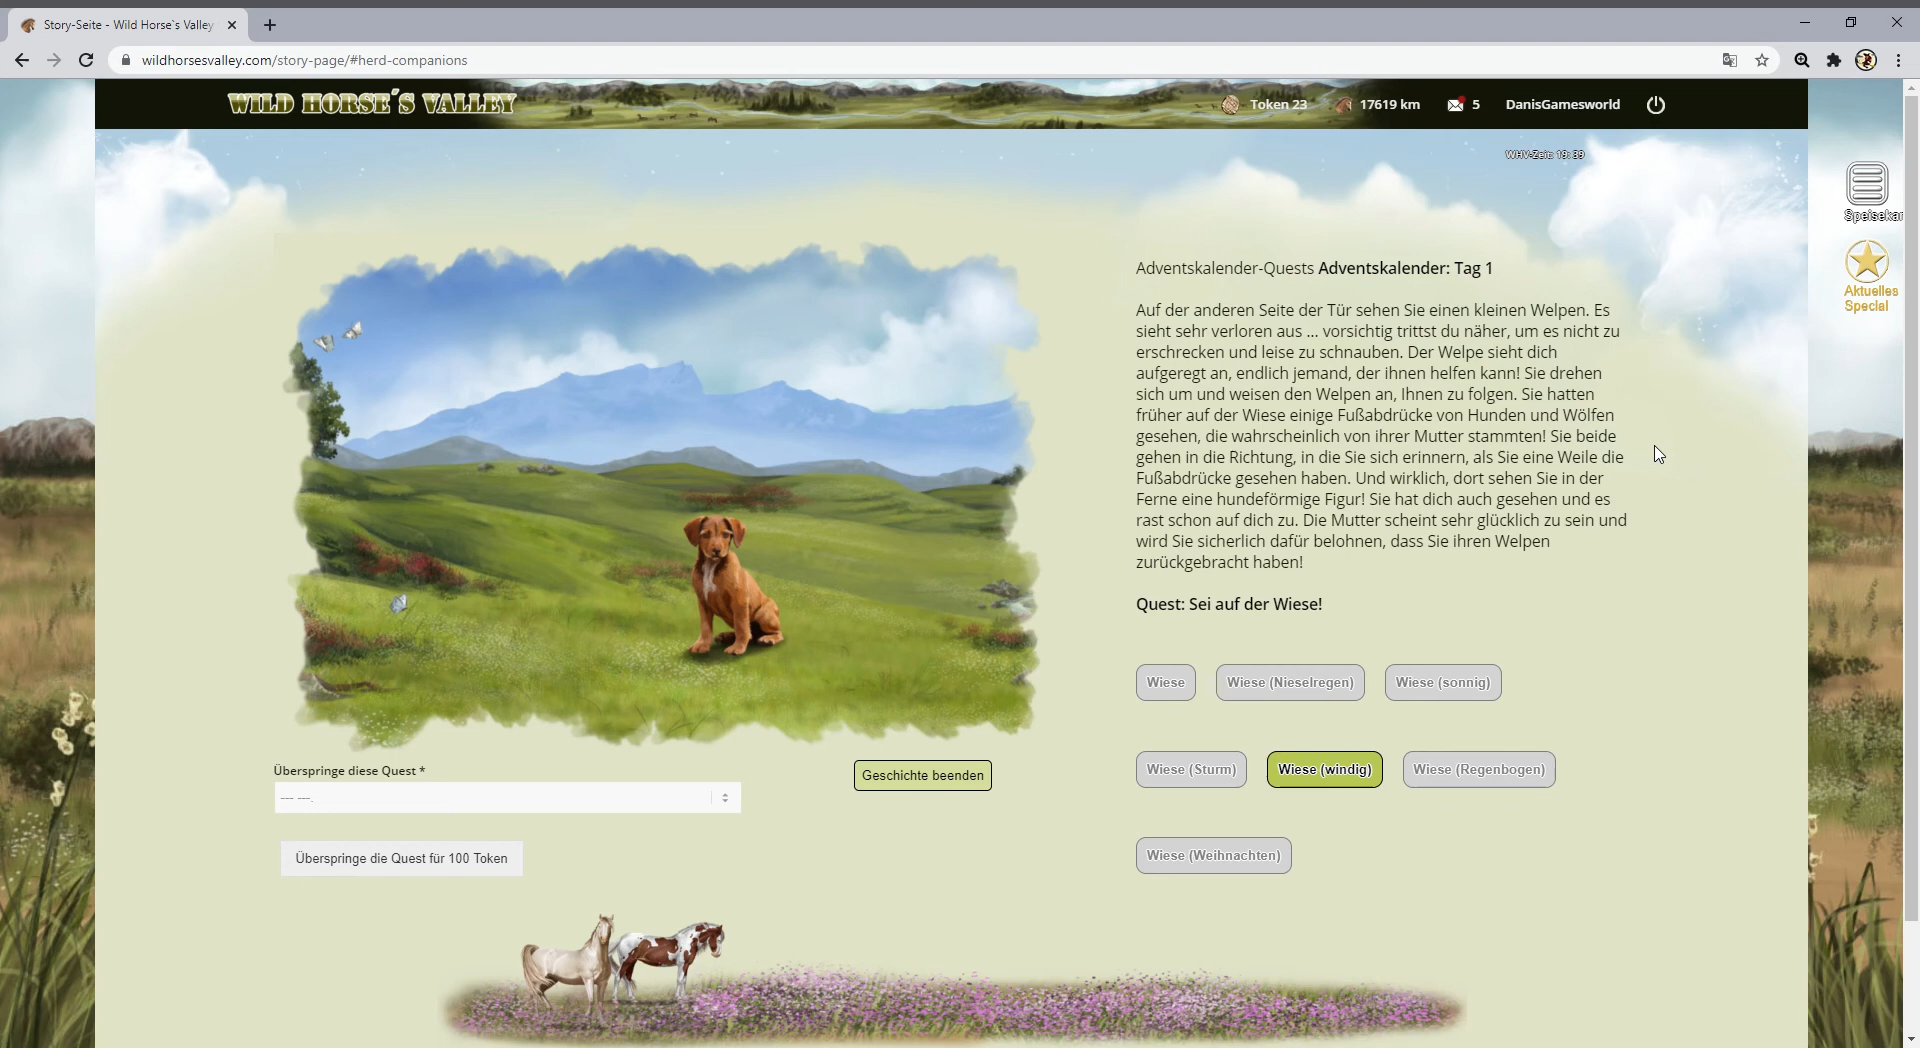 Story-Seite - Wild Horse`s Valley
wildhorsesvalley.com/story-page/#herd-companions
WILD HORSE´S VALLEY
Token 23
17619 km
5
DanisGamesworld
WHV-Zeit: 19: 39
Speisekar
Aktuelles
Special
Adventskalender-Quests Adventskalender: Tag 1
Auf der anderen Seite der Tür sehen Sie einen kleinen Welpen. Es
sieht sehr verloren aus ... vorsichtig trittst du näher, um es nicht zu
erschrecken und leise zu schnauben. Der Welpe sieht dich
aufgeregt an, endlich jemand, der ihnen helfen kann! Sie drehen
sich um und weisen den Welpen an, Ihnen zu folgen. Sie hatten
früher auf der Wiese einige Fußabdrücke von Hunden und Wölfen
gesehen, die wahrscheinlich von ihrer Mutter stammten! Sie beide
gehen in die Richtung, in die Sie sich erinnern, als Sie eine Weile die
Fußabdrücke gesehen haben. Und wirklich, dort sehen Sie in der
Ferne eine hundeförmige Figur! Sie hat dich auch gesehen und es
rast schon auf dich zu. Die Mutter scheint sehr glücklich zu sein und
wird Sie sicherlich dafür belohnen, dass Sie ihren Welpen
zurückgebracht haben!
Quest: Sei auf der Wiese!
Wiese
Wiese (Nieselregen)
Wiese (sonnig)
Wiese (Sturm)
Wiese (windig)
Wiese (Regenbogen)
Wiese (Weihnachten)
Überspringe diese Quest *
--- ---.
Geschichte beenden
Überspringe die Quest für 100 Token